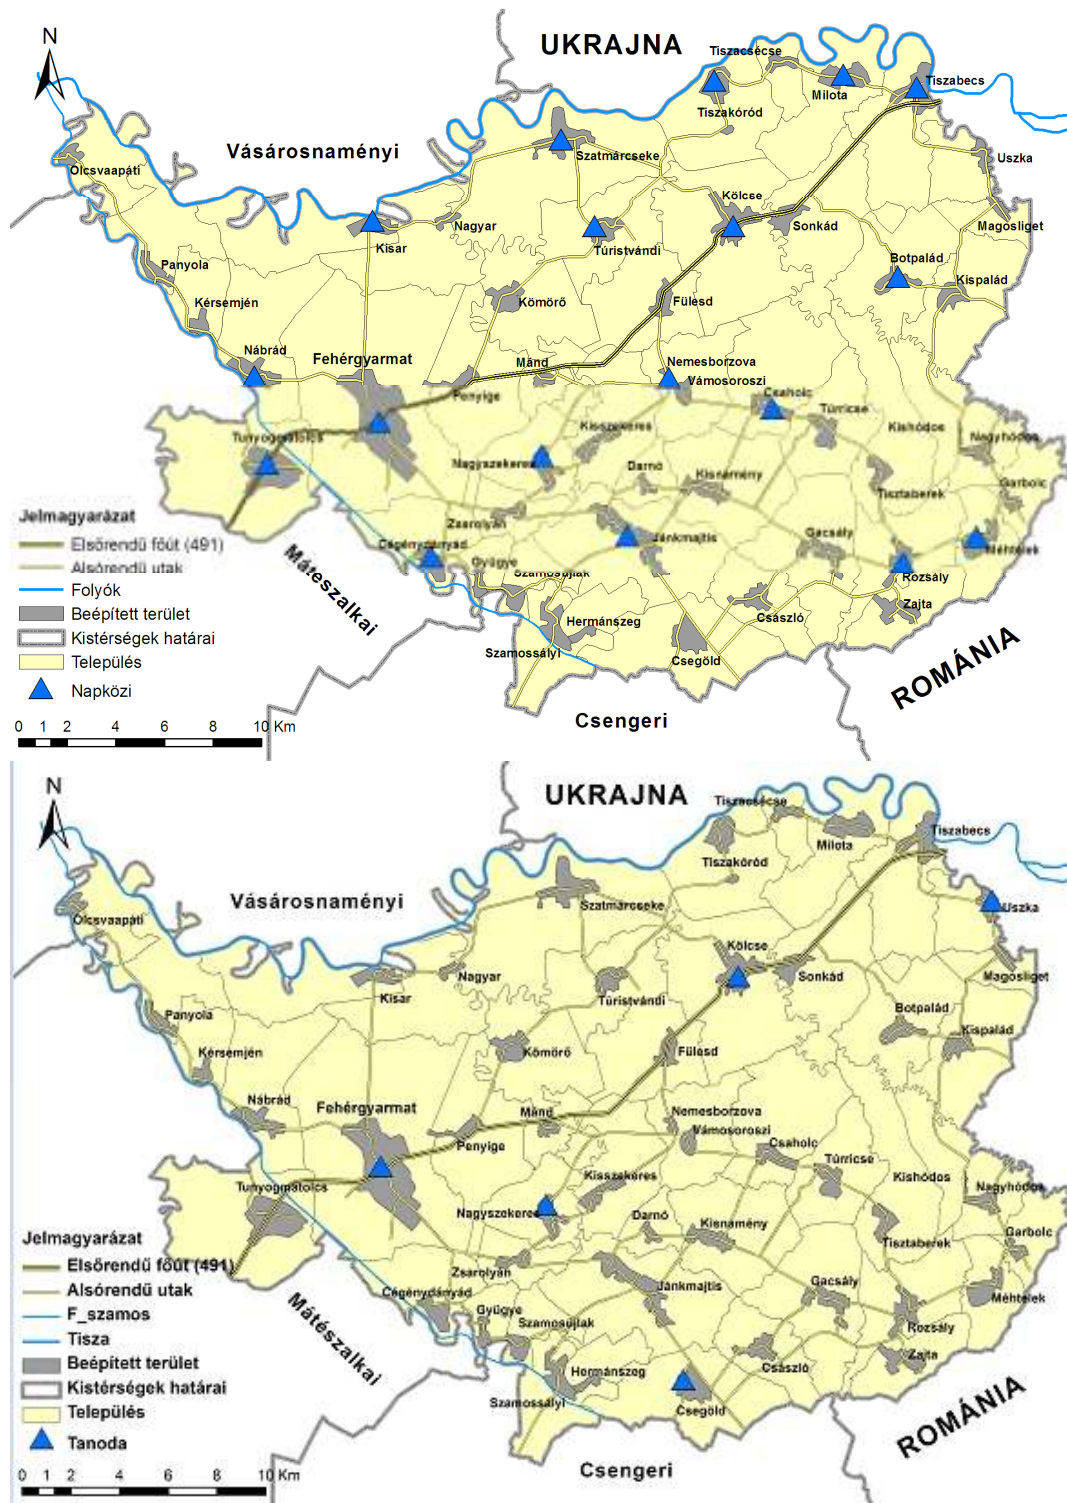 N
UKRAJNA
Tiszacsécse
Milota
Tiszabecs
Tiszakóród
Vásárosnaményi
Szatmárcseke
Uszka
Olcsvaapáti
Kölcse
Nagyar
Kisar
Sonkád
Magosliget
Túristvándi
Panyola
Botpalád
Kispalád
Kérsemjén
Kömörő
Fülesd
Nábrád
Fehérgyarmat
Mánd
Nemesborzova
Vámosoroszi
Penyige
Csaholc
Túrricse
Kisszekeres
Kishódos
Tunyogmatolcs
Nagyhódos
Nagyszekeres
Darnó
Kisnamény
Garbolc
Tisztaberek
Jelmagyarázat
Zsarolyán
Gacsály
Elsőrendű főút (491)
Cégénydányád
Jánkmajtis
Méhtelek
Mátészalkai
Alsórendű utak
Gyügye
Szamosújlak
Rozsály
Folyók
Beépített terület
Hermánszeg
Császló
Zajta
Kistérségek határai
Szamossályi
Csegöld
ROMÁNIA
Település
Napközi
Csengeri
0 1 2 4 6 8 10 Km
N
UKRAJNA
Tiszacsécse
Milota
Tiszabecs
Tiszakóród
Vásárosnaményi
Szatmárcseke
Uszka
Olcsvaapáti
Kölcse
Nagyar
Kisar
Sonkád
Magosliget
Túristvándi
Panyola
Botpalád
Kispalád
Kérsemjén
Kömörő
Fülesd
Nábrád
Fehérgyarmat
Mánd
Nemesborzova
Vámosoroszi
Penyige
Csaholc
Túrricse
Kisszekeres
Kishódos
Tunyogmatolcs
Nagyhódos
Nagyszekeres
Darnó
Kisnamény
Garbolc
Jelmagyarázat
Tisztaberek
Elsőrendű főút (491)
Zsarolyán
Gacsály
Cégénydányád
Jánkmajtis
Méhtelek
Alsórendű utak
Mátészalkai
Gyügye
Szamosújlak
Rozsály
F_szamos
Tisza
Zajta
Beépített terület
Hermánszeg
Császló
Kistérségek határai
Szamossályi
Csegöld
ROMÁNIA
Település
Tanoda
Csengeri
0 1 2 4 6 8 10 Km